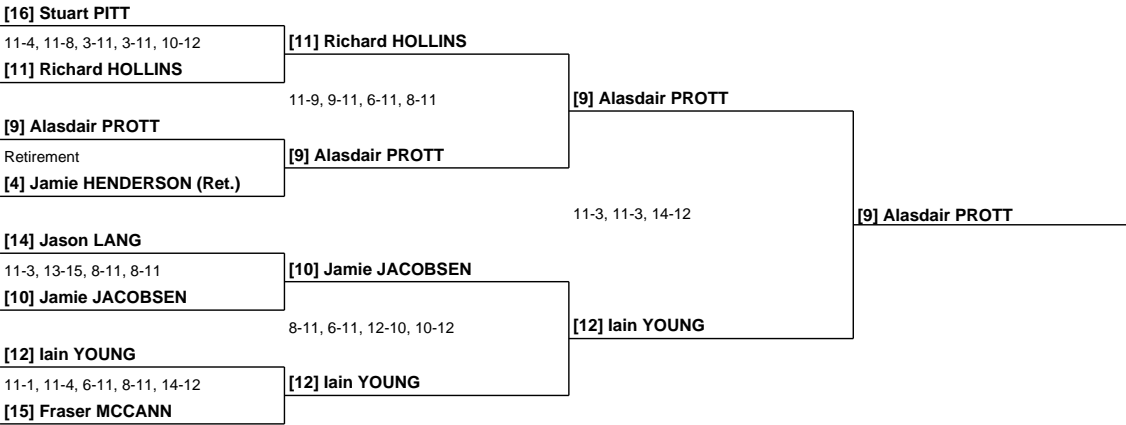 [16] Stuart PITT
11-4, 11-8, 3-11, 3-11, 10-12
[11] Richard HOLLINS
[11] Richard HOLLINS
11-9, 9-11, 6-11, 8-11
[9] Alasdair PROTT
[9] Alasdair PROTT
Retirement
[9] Alasdair PROTT
[4] Jamie HENDERSON (Ret.)
11-3, 11-3, 14-12
[9] Alasdair PROTT
[14] Jason LANG
11-3, 13-15, 8-11, 8-11
[10] Jamie JACOBSEN
[10] Jamie JACOBSEN
8-11, 6-11, 12-10, 10-12
[12] Iain YOUNG
[12] Iain YOUNG
11-1, 11-4, 6-11, 8-11, 14-12
[12] Iain YOUNG
[15] Fraser MCCANN